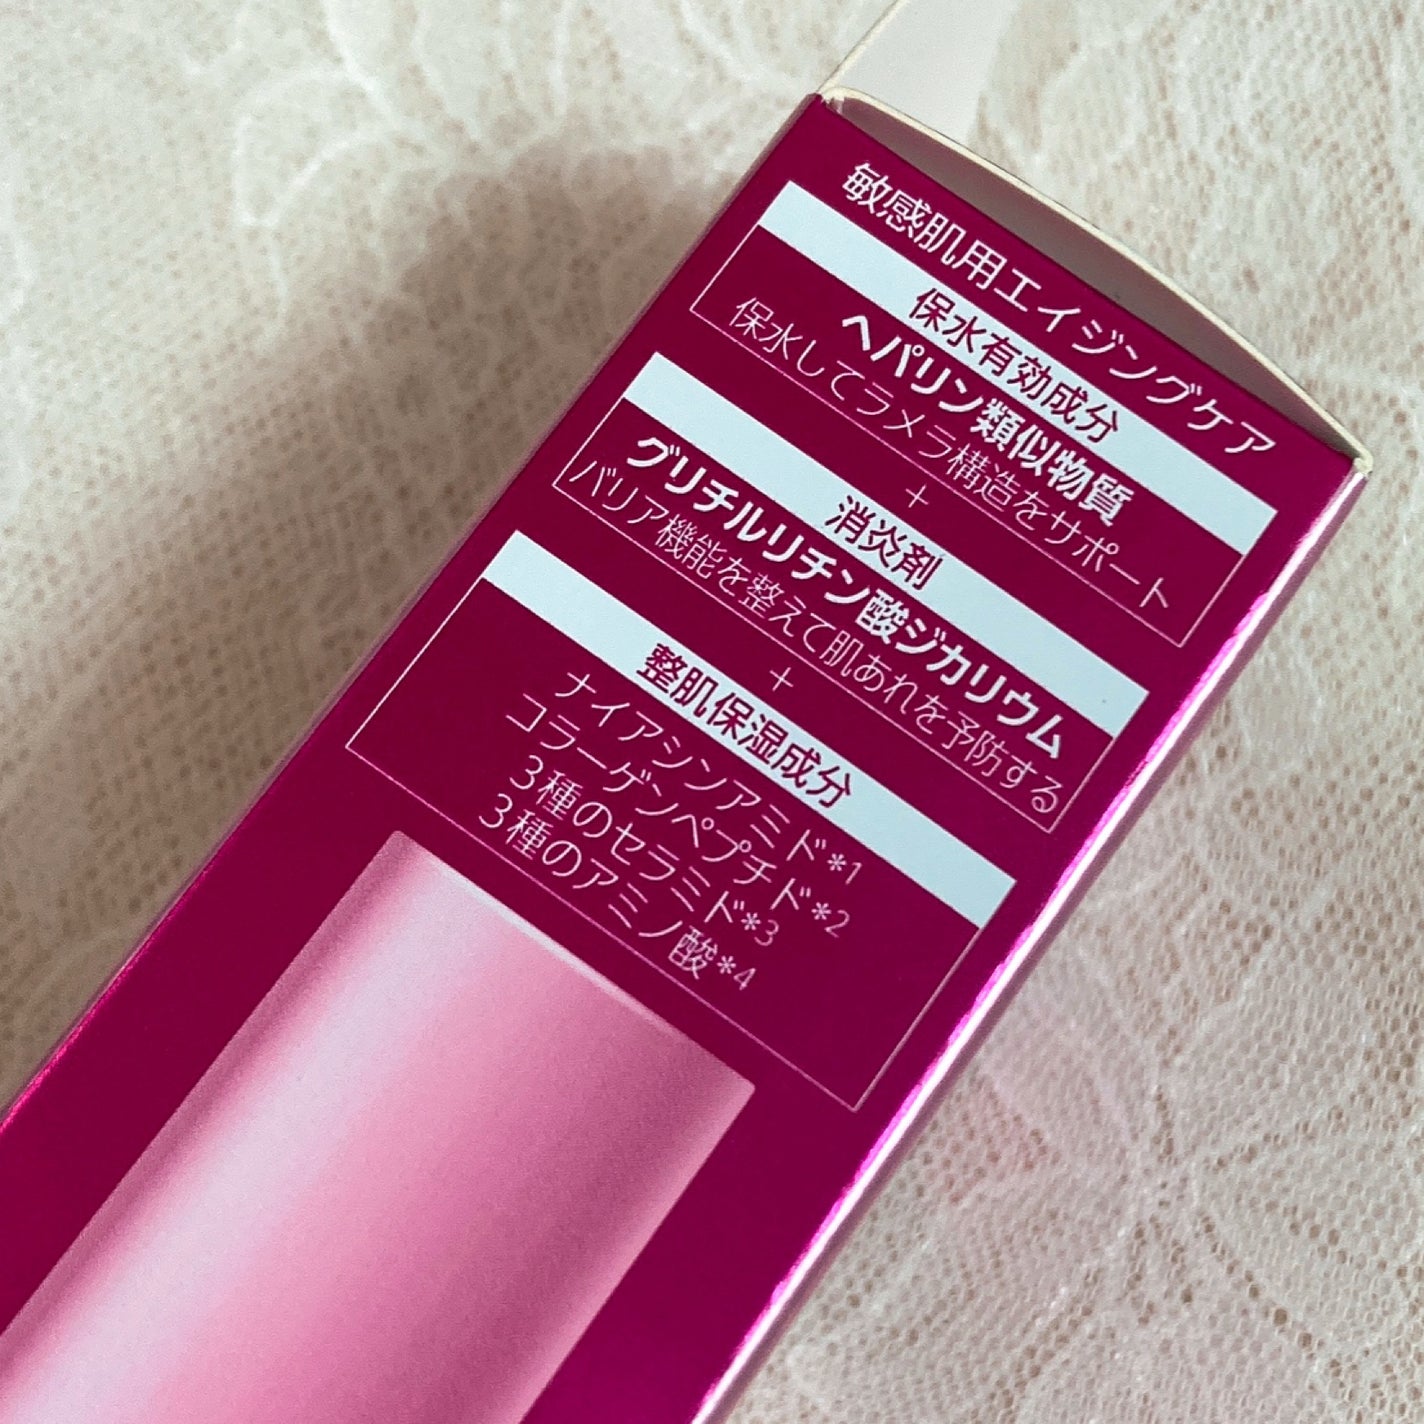 敏感肌用エイジングケア
保水有効成分
ヘパリン類似物質
保水してラメラ構造をサポート
+
消炎剤
グリチルリチン酸ジカリウム
バリア機能を整えて肌あれを予防する
+
整肌保湿成分
ナイアシンアミド*1
コラーゲンペプチド*2
3種のセラミド*3
3種のアミノ酸*4